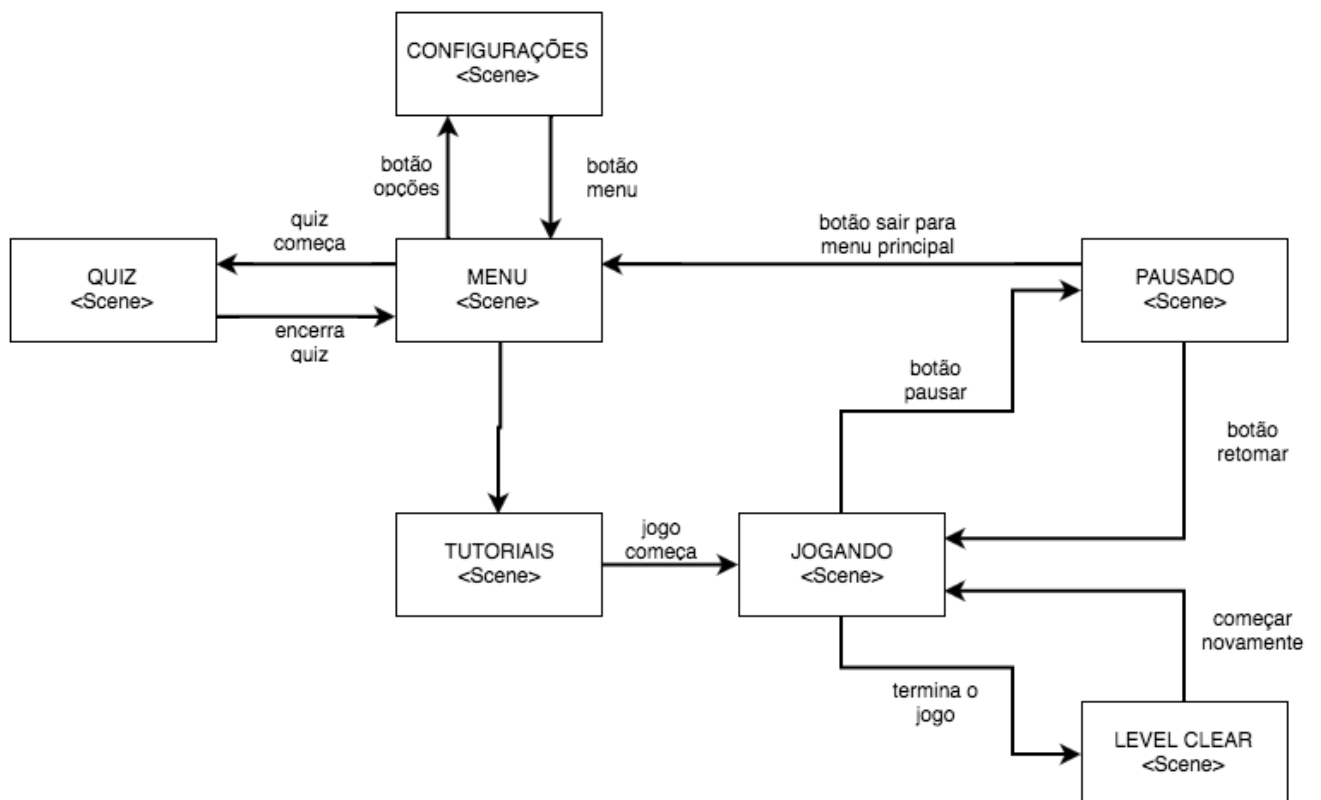 CONFIGURAÇÕES
<Scene>
botão
opções
botão
menu
quiz
começa
botão sair para
menu principal
QUIZ
<Scene>
MENU
<Scene>
PAUSADO
<Scene>
encerra
quiz
botão
pausar
botão
retomar
TUTORIAIS
<Scene>
jogo
começa
JOGANDO
<Scene>
começar
novamente
termina o
jogo
LEVEL CLEAR
<Scene>